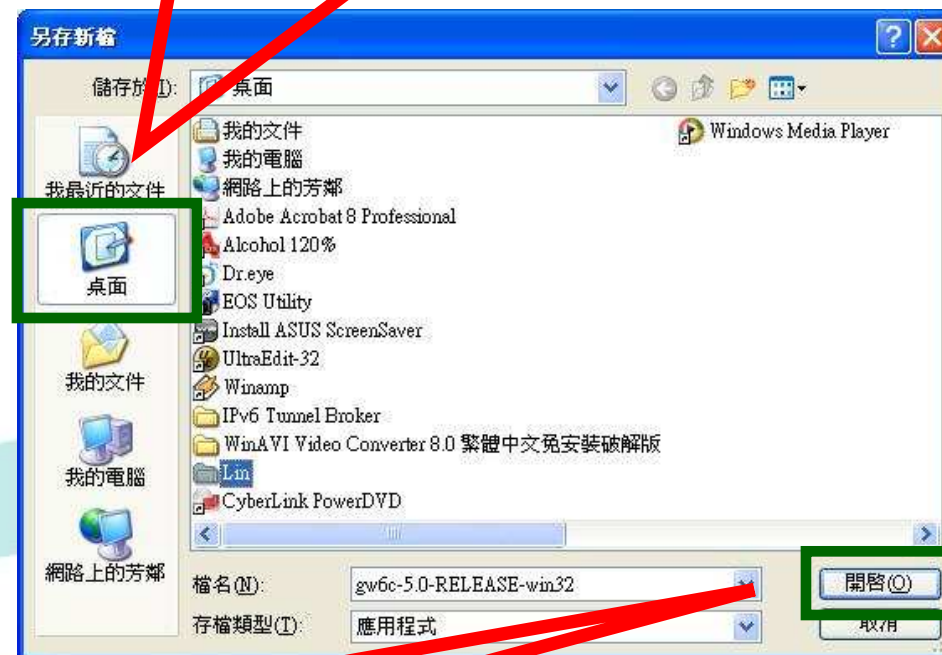 另存新檔
儲存於(I):
桌面
我最近的文件
桌面
我的文件
我的電腦
網路上的芳鄰
我的文件
我的電腦
網路上的芳鄰
Adobe Acrobat 8 Professional
Alcohol 120%
Dr.eye
EOS Utility
Install ASUS ScreenSaver
UltraEdit-32
Winamp
IPv6 Tunnel Broker
WinAVI Video Converter 8.0 繁體中文免安裝破解版
Lin
CyberLink PowerDVD
Windows Media Player
檔名(N):
gw6c-5.0-RELEASE-win32
開啓(O)
存檔類型(T):
應用程式
取消